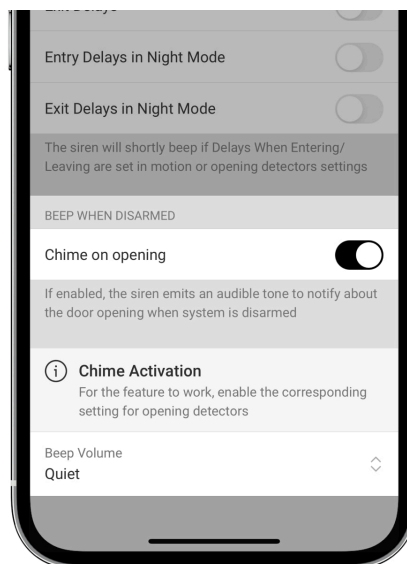 Exit Delays
Entry Delays in Night Mode
Exit Delays in Night Mode
The siren will shortly beep if Delays When Entering/
Leaving are set in motion or opening detectors settings
BEEP WHEN DISARMED
Chime on opening
If enabled, the siren emits an audible tone to notify about
the door opening when system is disarmed
Chime Activation
For the feature to work, enable the corresponding
setting for opening detectors
Beep Volume
Quiet